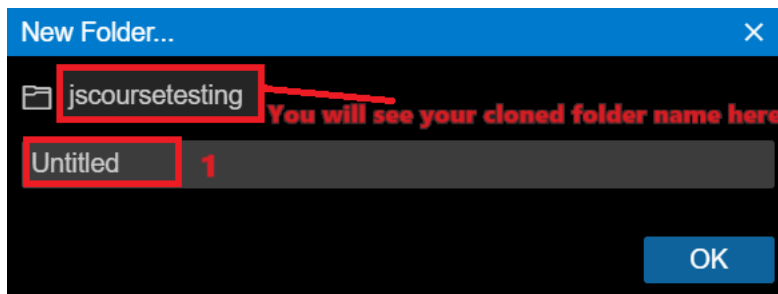 New Folder...
jscoursetesting
You will see your cloned folder name here
Untitled 1
OK